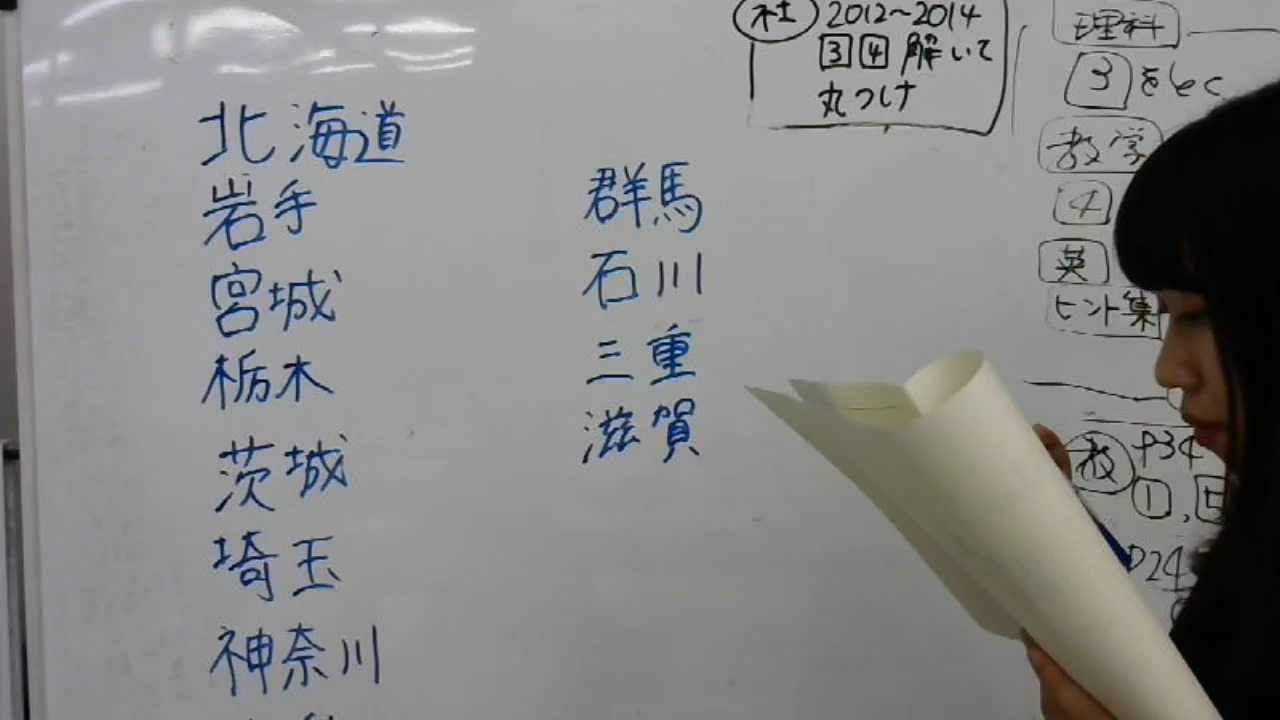 北海道
岩手
宮城
栃木
茨城
埼玉
神奈川
群馬
石川
三重
滋賀
社 2012～2014
3 4 解いて
丸つけ
理科
3 をとく
数学
4
英
ヒント集
数 P34
1,
P24